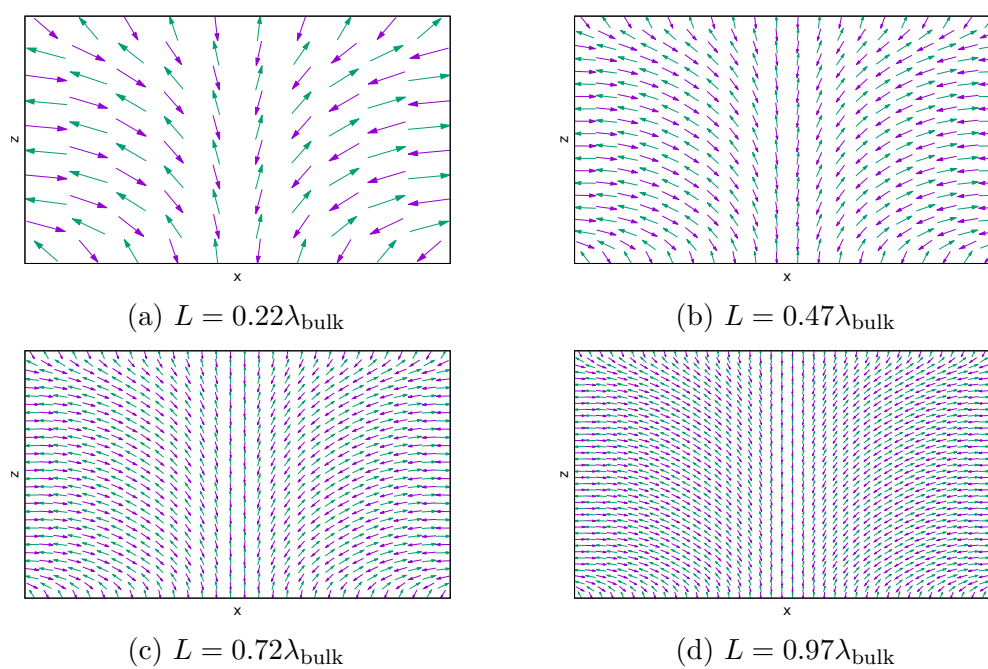 z
x
(a) L = 0.22λbulk
z
x
(b) L = 0.47λbulk
z
x
(c) L = 0.72λbulk
z
x
(d) L = 0.97λbulk